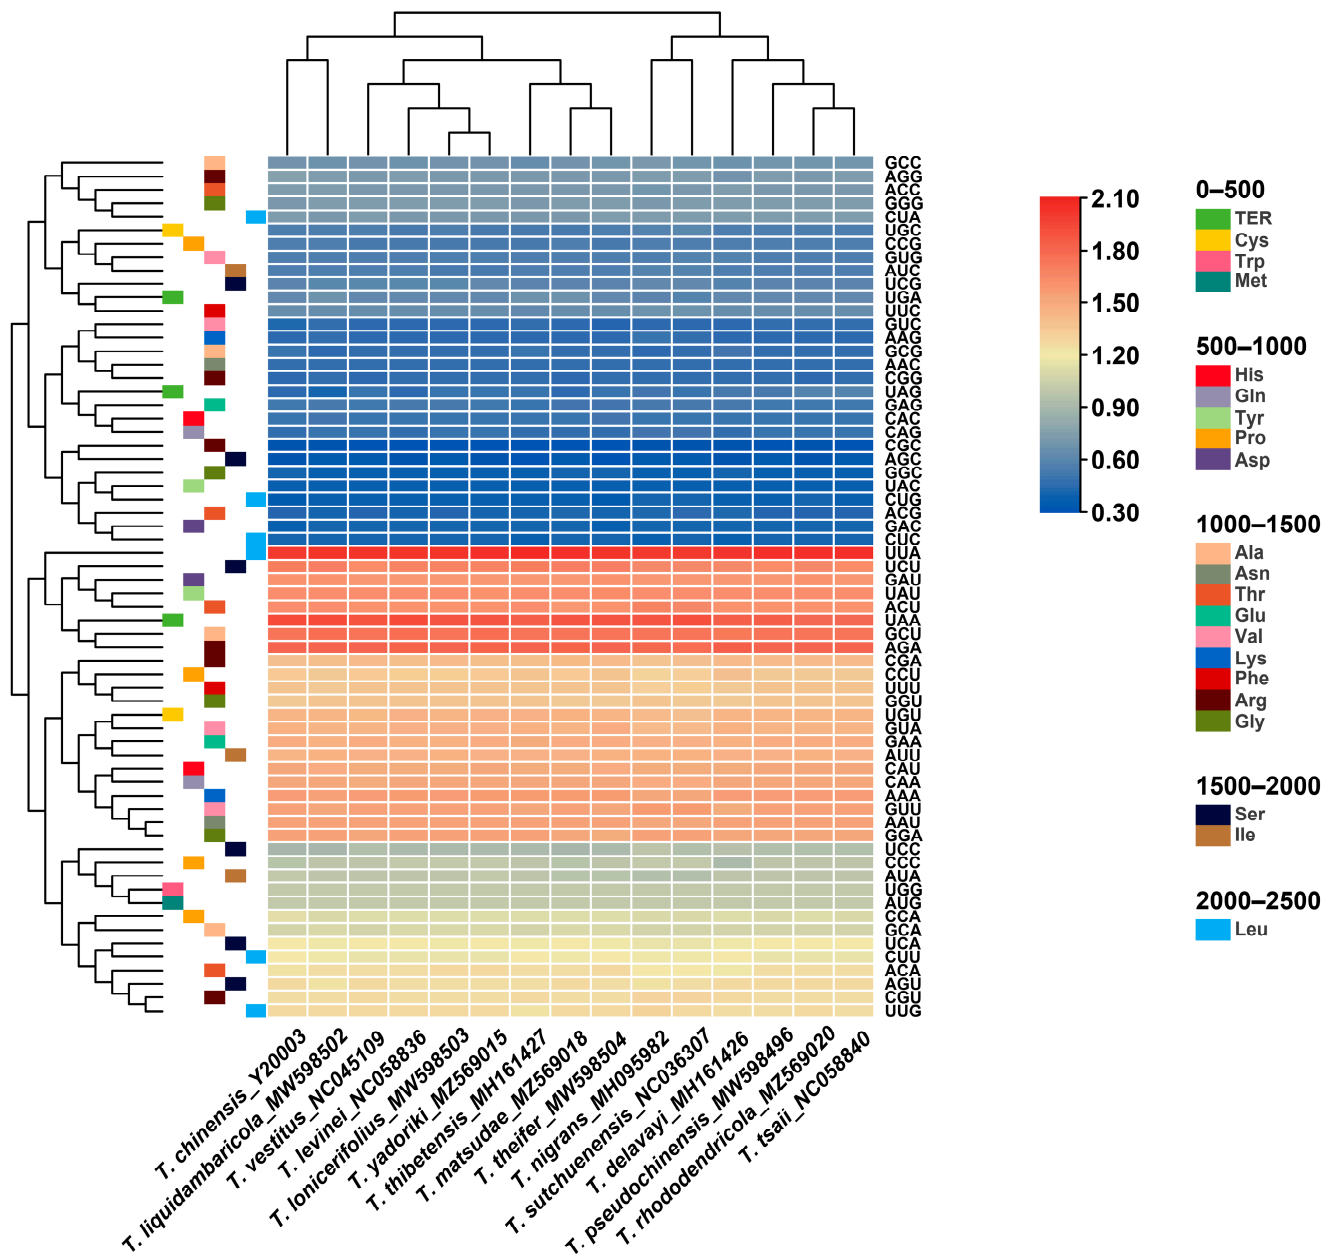 GCC
AGG
ACC
GGG
CUA
UGC
CCG
GUG
AUC
UCG
UGA
UUC
GUC
AAG
GCG
AAC
CGG
UAG
GAG
CAC
CAG
CGC
AGC
GGC
UAC
CUG
ACG
GAC
CUC
UUA
UCU
GAU
UAU
ACU
UAA
GCU
AGA
CGA
CCU
UUU
GGU
UGU
GUA
GAA
AUU
CAU
CAA
AAA
GUU
AAU
GGA
UCC
CCC
AUA
UGG
AUG
CCA
GCA
UCA
CUU
ACA
AGU
CGU
UUG
T. chinensis_Y20003
T. liquidambaricola_MW598502
T. vestitus_NC045109
T. levinei_NC058836
T. lonicerifolius_MW598503
T. yadoriki_MZ569015
T. thibetensis_MH161427
T. matsudae_MZ569018
T. theifer_MW598504
T. nigrans_MH095982
T. sutchuenensis_NC036307
T. delavayi_MH161426
T. pseudochinensis_MW598496
T. rhododendricola_MZ569020
T. tsaii_NC058840
2.10
1.80
1.50
1.20
0.90
0.60
0.30
0–500
TER
Cys
Trp
Met
500–1000
His
Gln
Tyr
Pro
Asp
1000–1500
Ala
Asn
Thr
Glu
Val
Lys
Phe
Arg
Gly
1500–2000
Ser
Ile
2000–2500
Leu